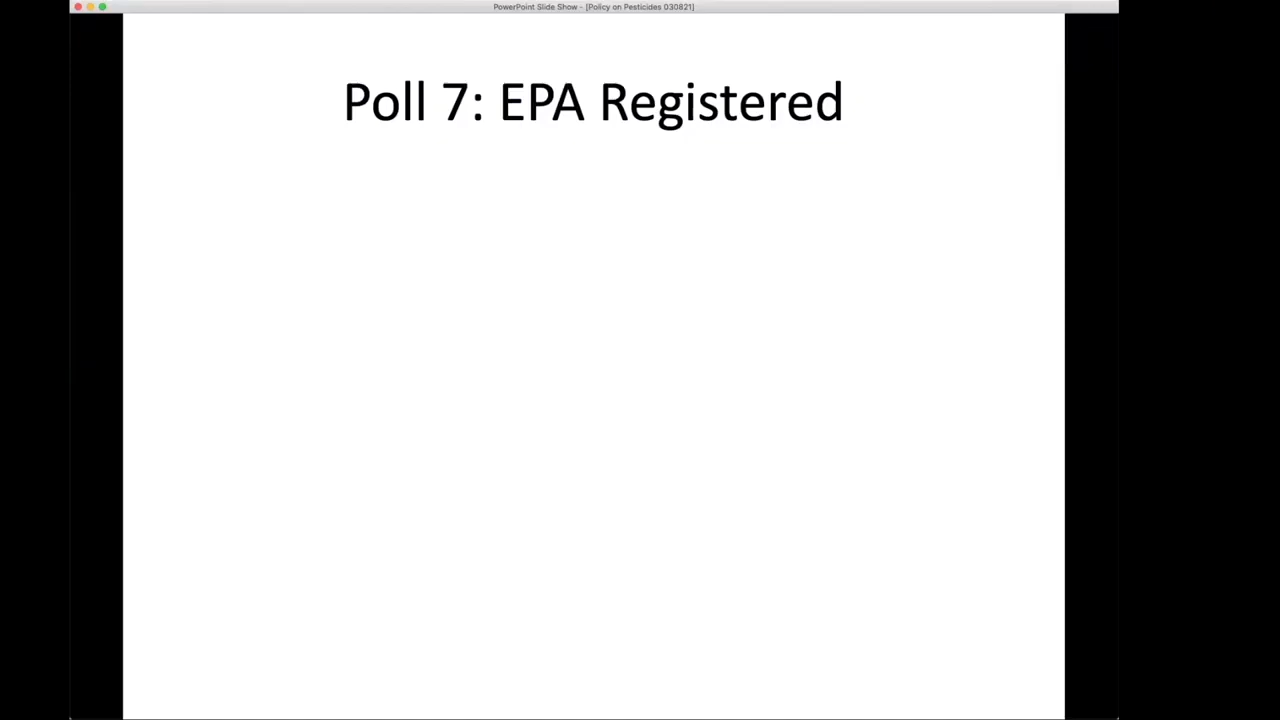 PowerPoint Slide Show - [Policy on Pesticides 030821]
Poll 7: EPA Registered